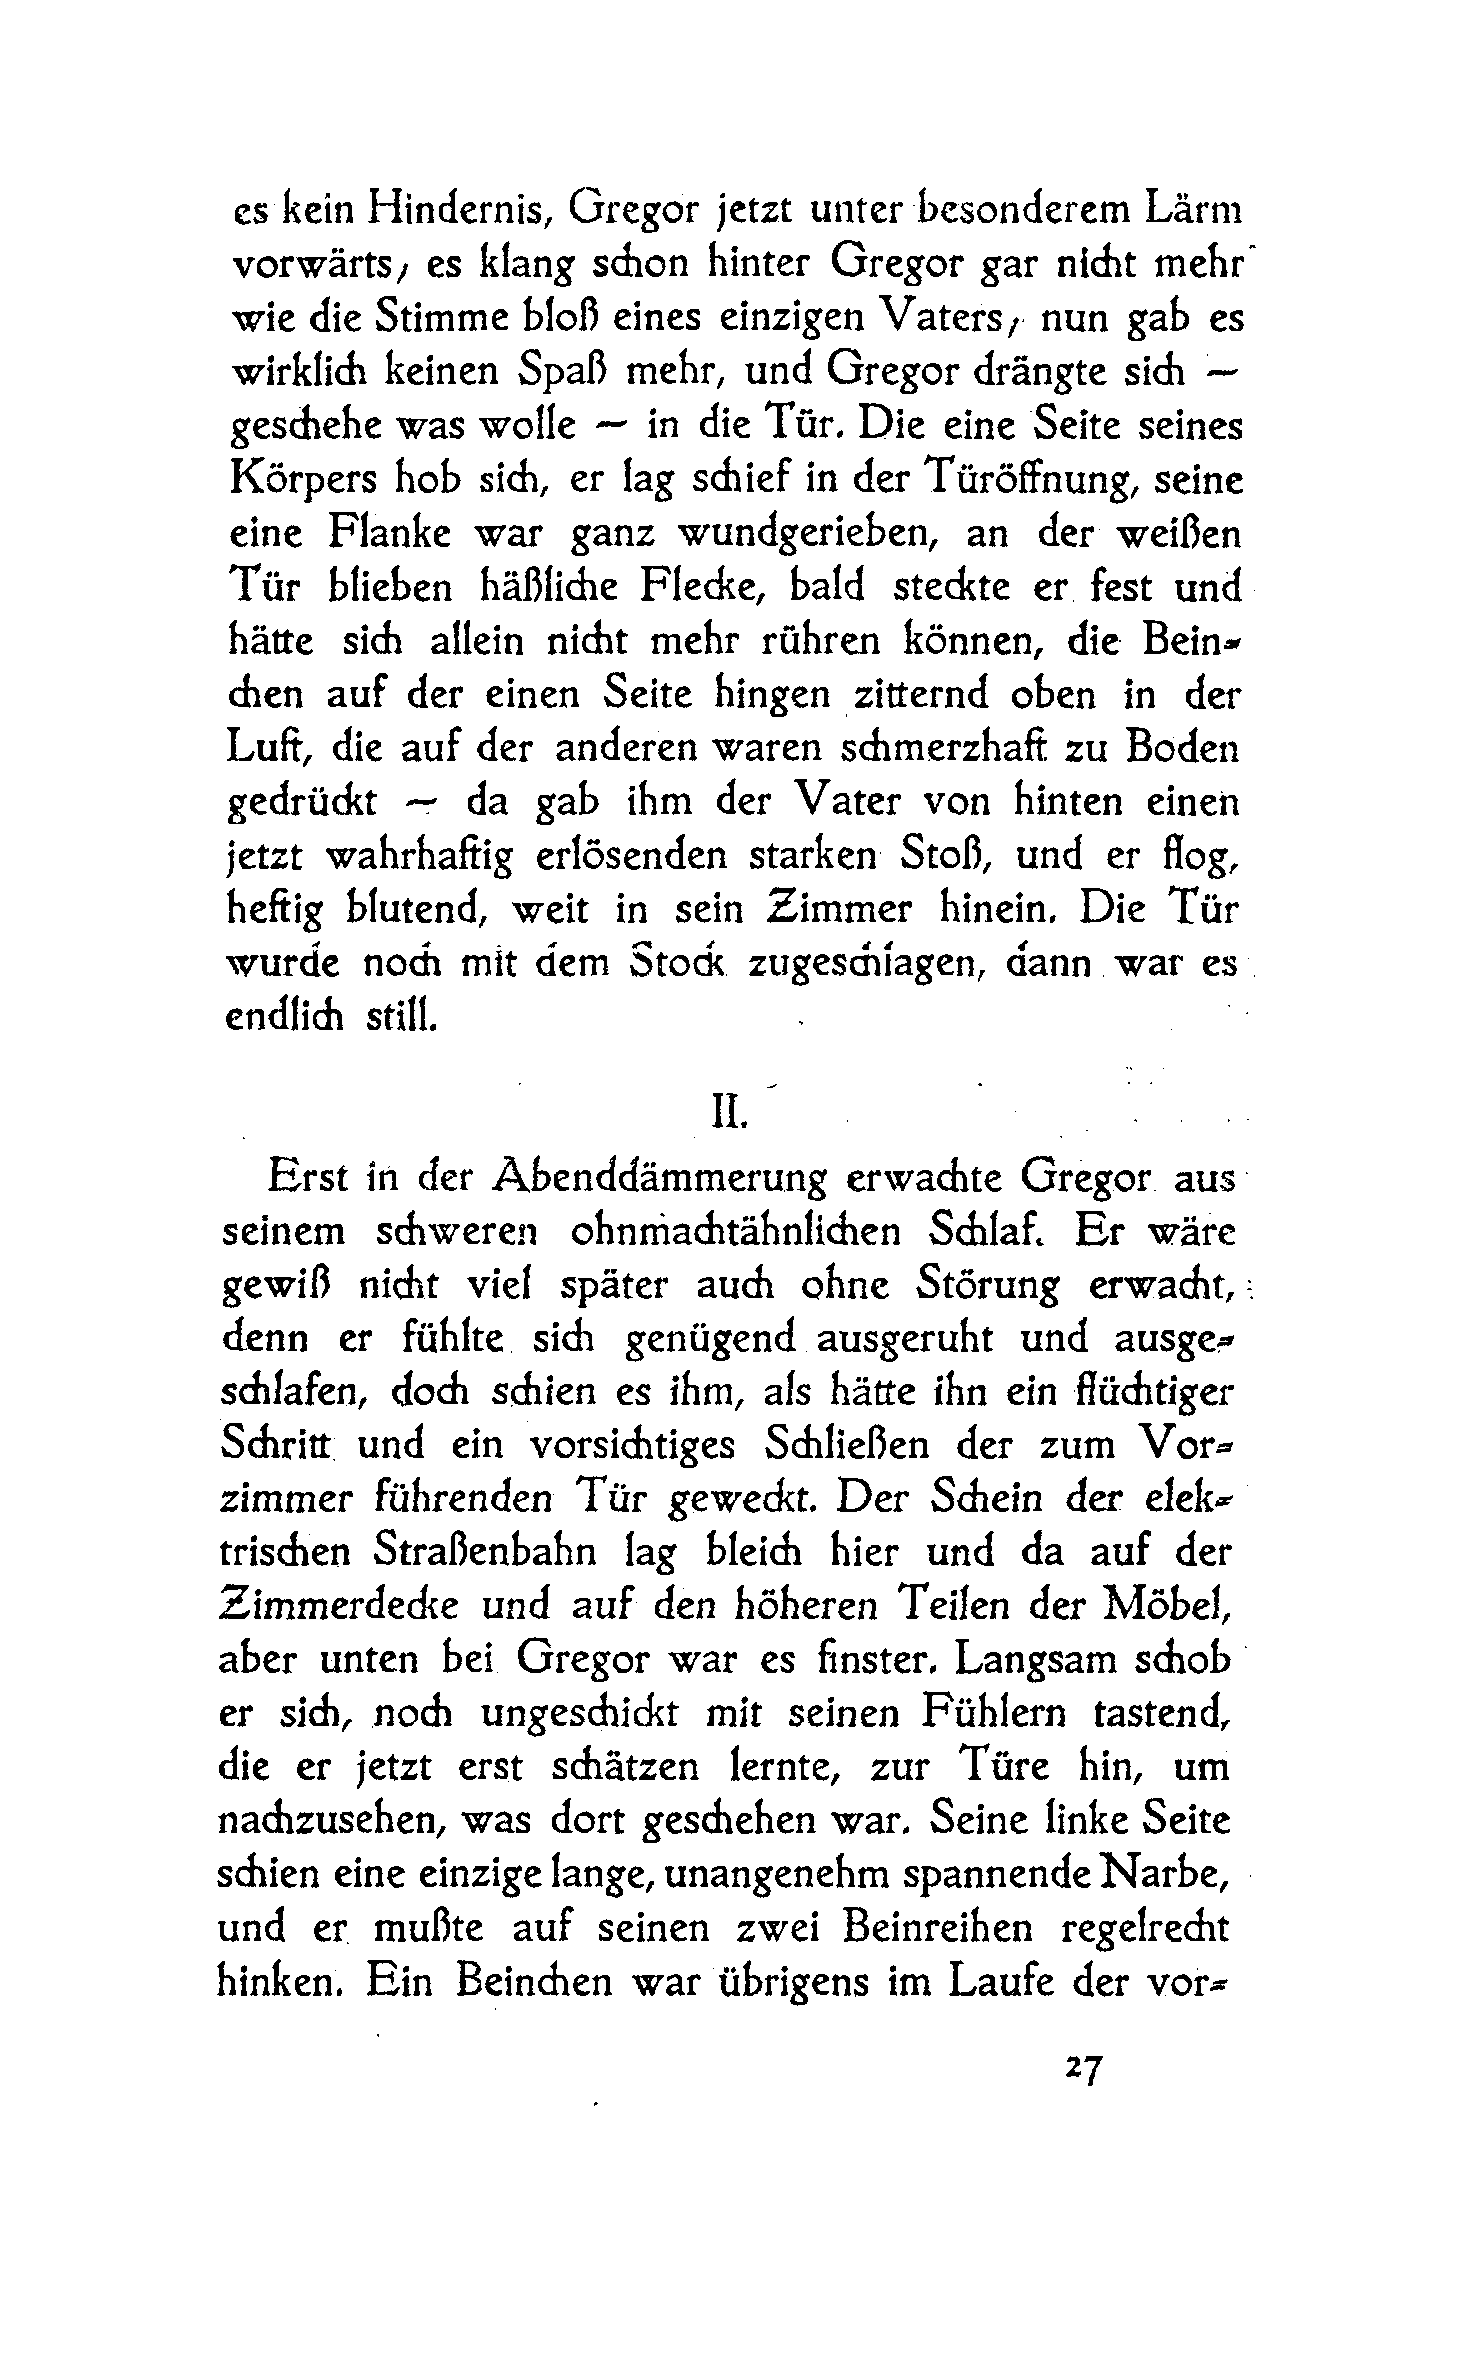 es kein Hindernis, Gregor jetzt unter besonderem Lärm
vorwärts; es klang schon hinter Gregor gar nicht mehr
wie die Stimme bloß eines einzigen Vaters; nun gab es
wirklich keinen Spaß mehr, und Gregor drängte sich —
geschehe was wolle — in die Tür. Die eine Seite seines
Körpers hob sich, er lag schief in der Türöffnung, seine
eine Flanke war ganz wundgerieben, an der weißen
Tür blieben häßliche Flecke, bald steckte er fest und
hätte sich allein nicht mehr rühren können, die Bein-
chen auf der einen Seite hingen zitternd oben in der
Luft, die auf der anderen waren schmerzhaft zu Boden
gedrückt — da gab ihm der Vater von hinten einen
jetzt wahrhaftig erlösenden starken Stoß, und er flog,
heftig blutend, weit in sein Zimmer hinein. Die Tür
wurde noch mit dem Stock zugeschlagen, dann war es
endlich still.
II.
Erst in der Abenddämmerung erwachte Gregor aus
seinem schweren ohnmachtähnlichen Schlaf. Er wäre
gewiß nicht viel später auch ohne Störung erwacht,
denn er fühlte sich genügend ausgeruht und ausge-
schlafen, doch schien es ihm, als hätte ihn ein flüchtiger
Schritt und ein vorsichtiges Schließen der zum Vor-
zimmer führenden Tür geweckt. Der Schein der elek-
trischen Straßenbahn lag bleich hier und da auf der
Zimmerdecke und auf den höheren Teilen der Möbel,
aber unten bei Gregor war es finster. Langsam schob
er sich, noch ungeschickt mit seinen Fühlern tastend,
die er jetzt erst schätzen lernte, zur Türe hin, um
nachzusehen, was dort geschehen war. Seine linke Seite
schien eine einzige lange, unangenehm spannende Narbe,
und er mußte auf seinen zwei Beinreihen regelrecht
hinken. Ein Beinchen war übrigens im Laufe der vor-
27